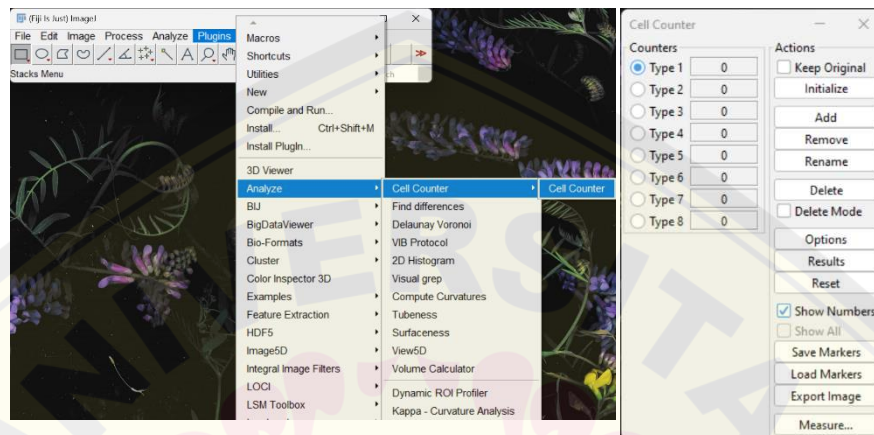 (Fiji Is Just) ImageJ
File Edit Image Process Analyze Plugins
Stacks Menu
Macros
Shortcuts
Utilities
New
Compile and Run...
Install... Ctrl+Shift+M
Install PlugIn...
3D Viewer
Analyze
BIJ
BigDataViewer
Bio-Formats
Cluster
Color Inspector 3D
Examples
Feature Extraction
HDF5
Image5D
Integral Image Filters
LOCI
LSM Toolbox
Cell Counter
Find differences
Delaunay Voronoi
VIB Protocol
2D Histogram
Visual grep
Compute Curvatures
Tubeness
Surfaceness
View5D
Volume Calculator
Dynamic ROI Profiler
Kappa - Curvature Analysis
Cell Counter
Cell Counter
Counters
Type 1 0
Type 2 0
Type 3 0
Type 4 0
Type 5 0
Type 6 0
Type 7 0
Type 8 0
Actions
Keep Original
Initialize
Add
Remove
Rename
Delete
Delete Mode
Options
Results
Reset
Show Numbers
Show All
Save Markers
Load Markers
Export Image
Measure...